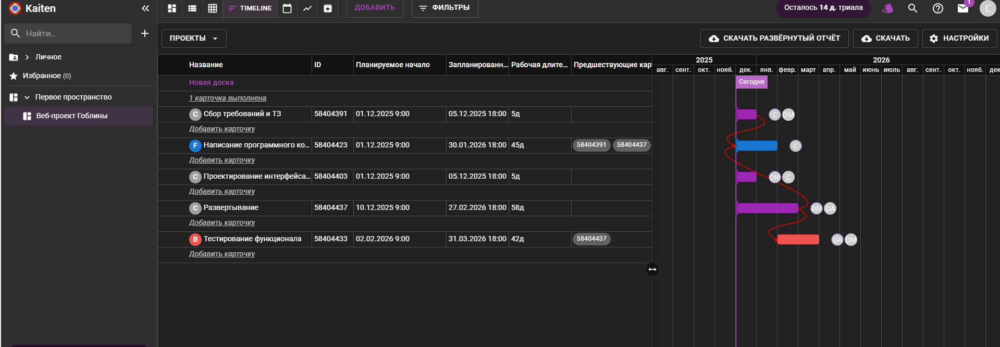 Kaiten
TIMELINE
ДОБАВИТЬ
ФИЛЬТРЫ
Осталось 14 д. триала
1
C
Найти..
ПРОЕКТЫ
СКАЧАТЬ РАЗВЁРНУТЫЙ ОТЧЁТ
СКАЧАТЬ
НАСТРОЙКИ
Личное
Избранное (0)
Первое пространство
Веб-проект Гоблины
Название ID Планируемое начало Запланированн... Рабочая длите... Предшествующие кар
2025 2026
авг. сент. окт. нояб. дек. янв. февр. март апр. май июнь июль авг. сент. окт. нояб. дек
Новая доска
Сегодня
1 карточка выполнена
C Сбор требований и ТЗ 58404391 01.12.2025 9:00 05.12.2025 18:00 5д
C DM
Добавить карточку
F Написание программного ко... 58404423 01.12.2025 9:00 30.01.2026 18:00 45д 58404391 58404437
C
Добавить карточку
C Проектирование интерфейса... 58404403 01.12.2025 9:00 05.12.2025 18:00 5д
DM C
Добавить карточку
C Развертывание 58404437 10.12.2025 9:00 27.02.2026 18:00 58д
DM DA
Добавить карточку
B Тестирование функционала 58404433 02.02.2026 9:00 31.03.2026 18:00 42д 58404437
DA DM
Добавить карточку